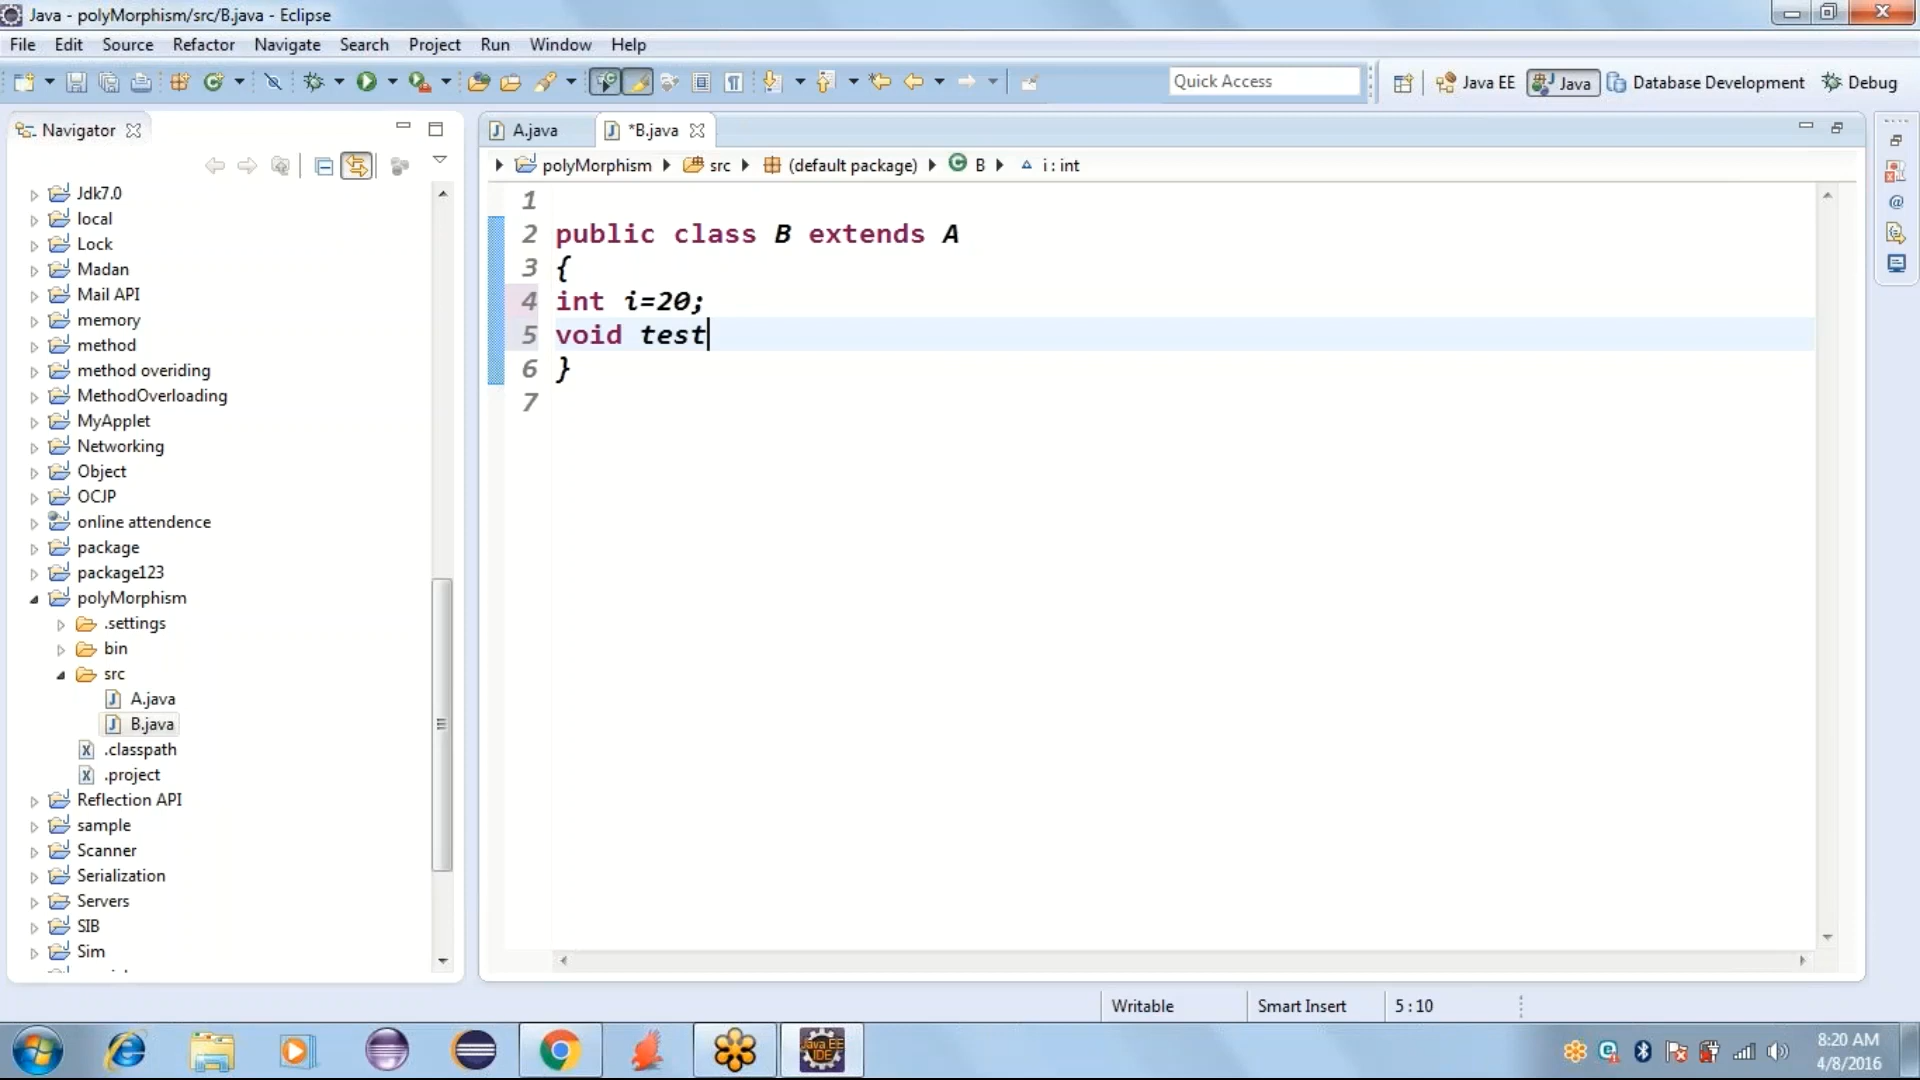 Java - polyMorphism/src/B.java - Eclipse
File Edit Source Refactor Navigate Search Project Run Window Help
Quick Access
Java EE
Java
Database Development
Debug
Navigator
A.java
*B.java
polyMorphism
src
(default package)
B
i : int
Jdk7.0
local
Lock
Madan
Mail API
memory
method
method overiding
MethodOverloading
MyApplet
Networking
Object
OCJP
online attendence
package
package123
polyMorphism
.settings
bin
src
A.java
B.java
.classpath
.project
Reflection API
sample
Scanner
Serialization
Servers
SIB
Sim
1
2 public class B extends A
3 {
4 int i=20;
5 void test
6 }
7
Writable
Smart Insert
5 : 10
Java EE
IDE
8:20 AM
4/8/2016